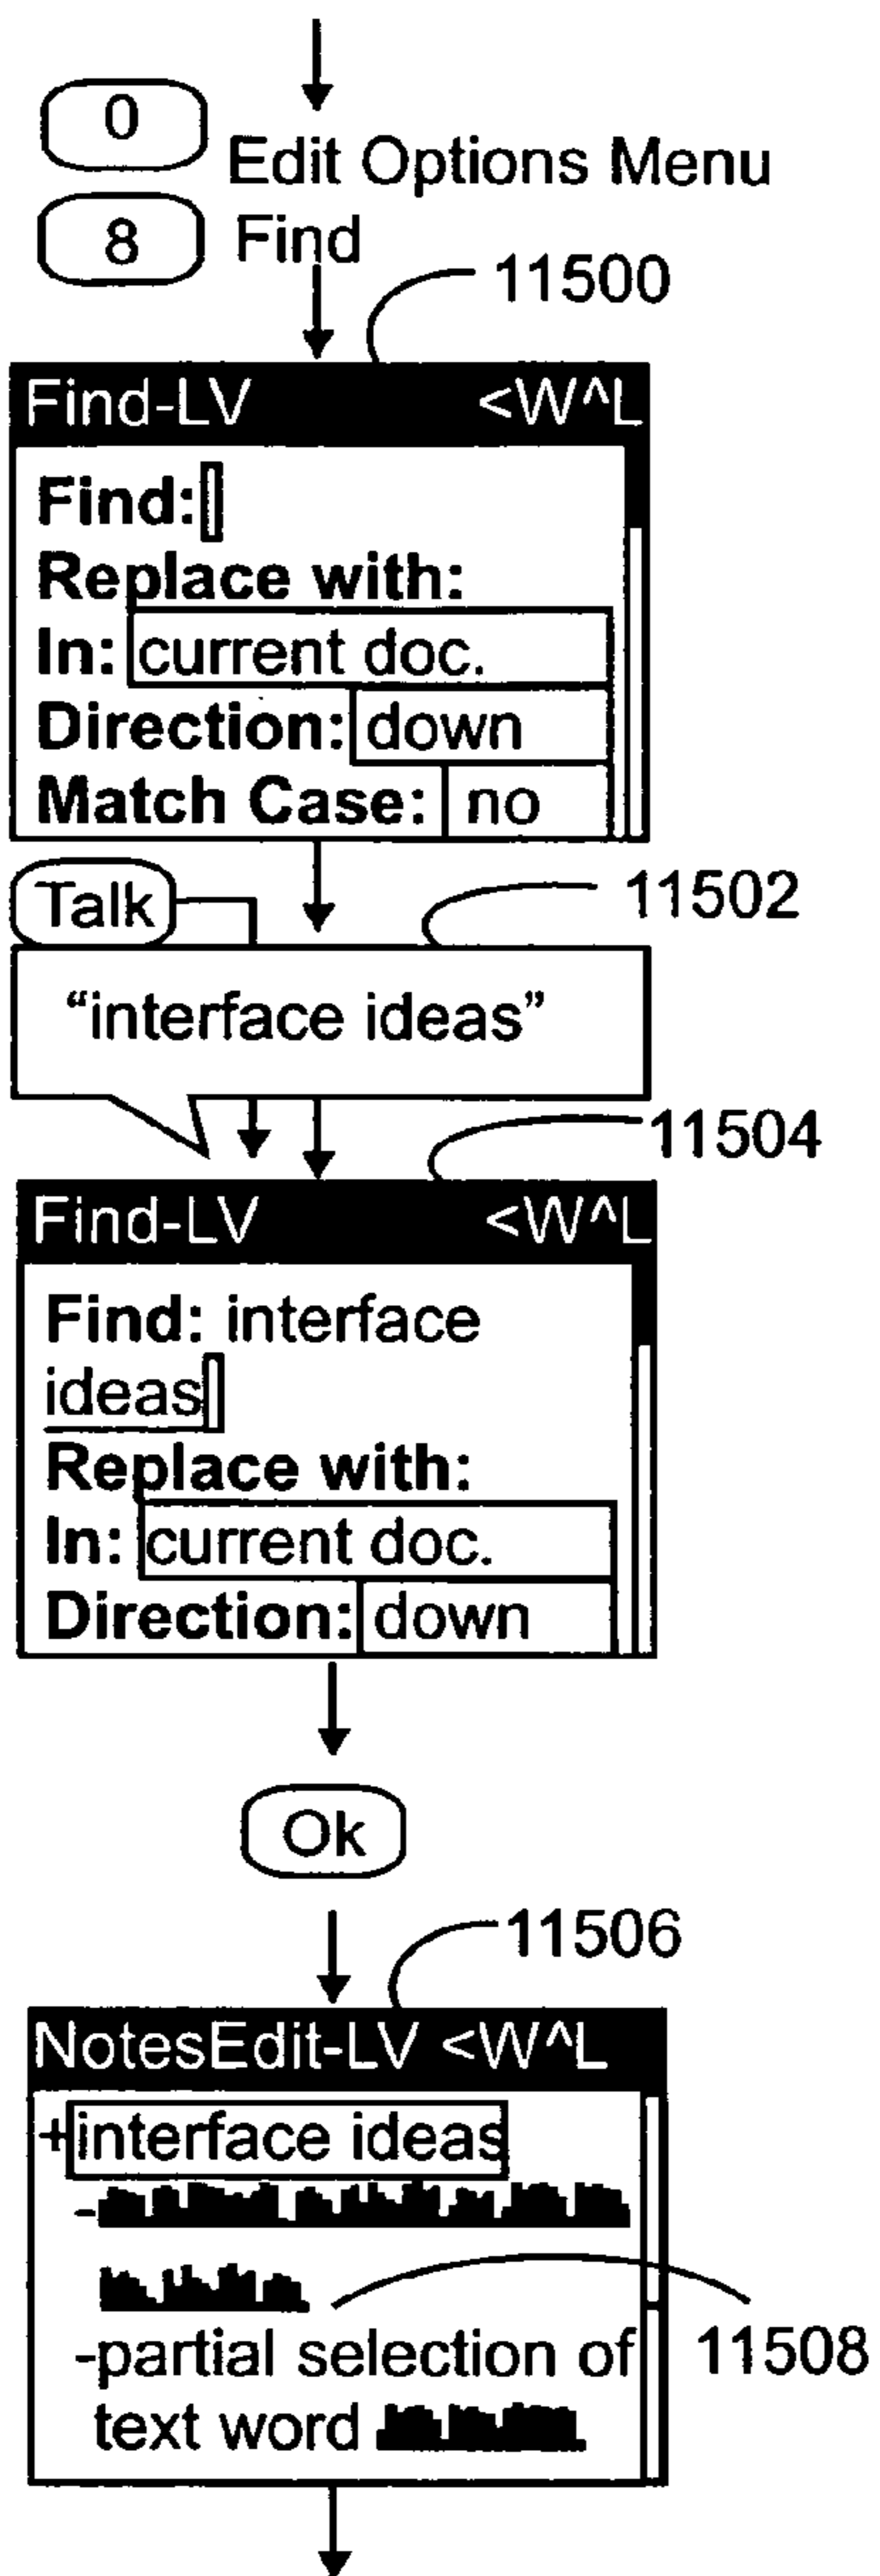 0
Edit Options Menu
8 Find
11500
Find-LV <W^L
Find:
Replace with:
In: current doc.
Direction: down
Match Case: no
Talk
11502
“interface ideas”
11504
Find-LV <W^L
Find: interface
ideas
Replace with:
In: current doc.
Direction: down
Ok
11506
NotesEdit-LV <W^L
+interface ideas
-
11508
-partial selection of
text word